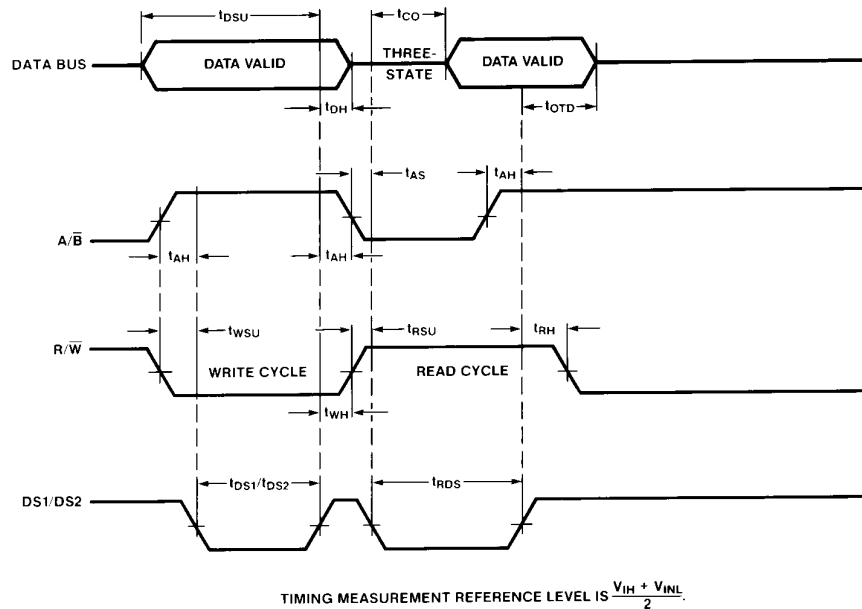 tDSU
tCO
DATA BUS
DATA VALID
THREE-
STATE
DATA VALID
tDH
tOTD
tAS
tAH
A/B̅
tAH
tAH
tWSU
tRSU
tRH
R/W̅
WRITE CYCLE
READ CYCLE
tWH
tDS1/tDS2
tRDS
DS1/DS2
TIMING MEASUREMENT REFERENCE LEVEL IS (VIH + VINL)/2.